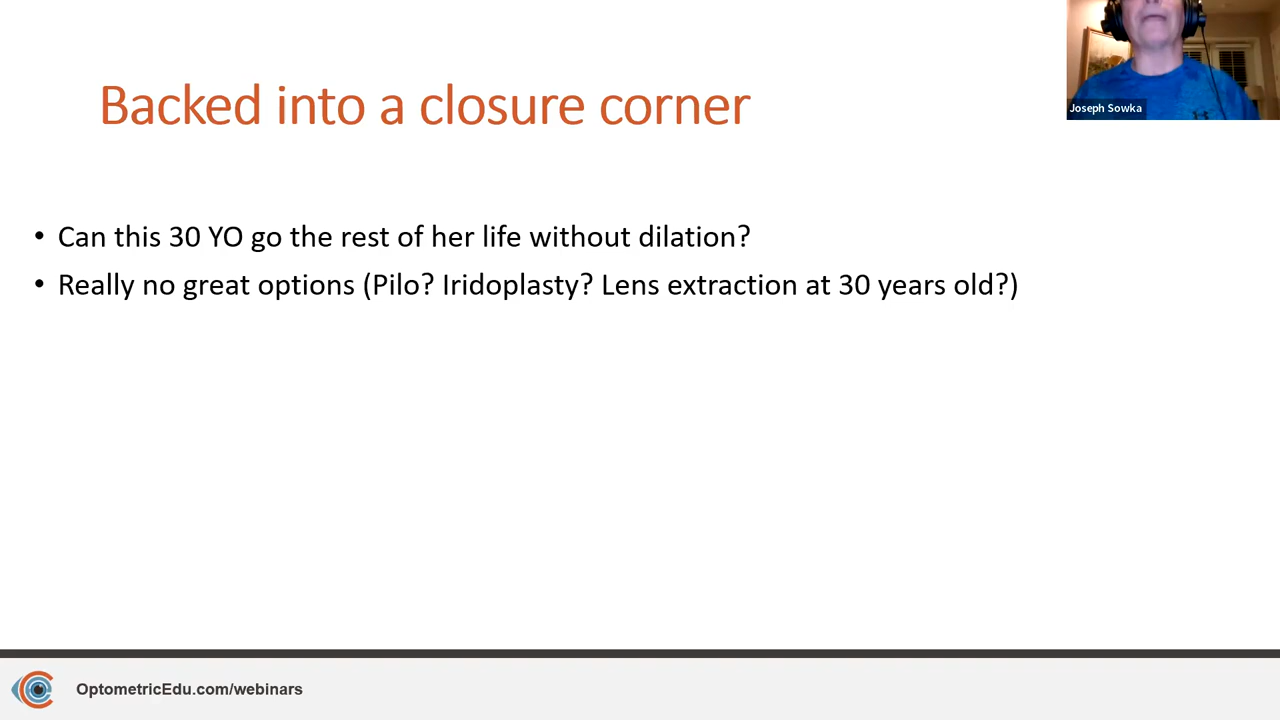 Joseph Sowka
Backed into a closure corner
• Can this 30 YO go the rest of her life without dilation?
• Really no great options (Pilo? Iridoplasty? Lens extraction at 30 years old?)
OptometricEdu.com/webinars